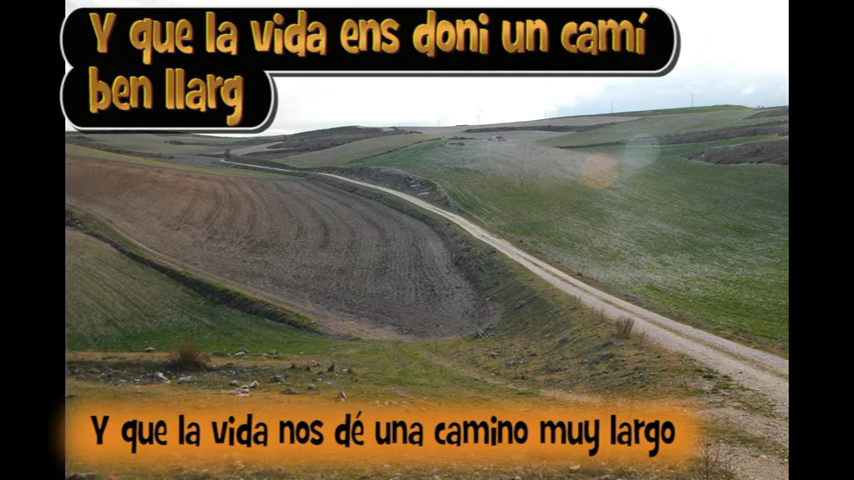 Y que la vida ens doni un camí
ben llarg
Y que la vida nos dé una camino muy largo